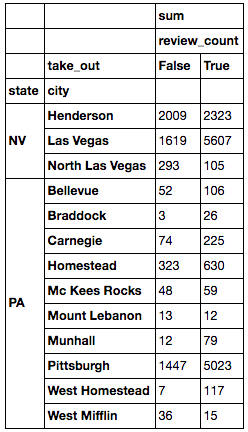 sum
review_count
take_out False True
state city
NV Henderson 2009 2323
Las Vegas 1619 5607
North Las Vegas 293 105
PA Bellevue 52 106
Braddock 3 26
Carnegie 74 225
Homestead 323 630
Mc Kees Rocks 48 59
Mount Lebanon 13 12
Munhall 12 79
Pittsburgh 1447 5023
West Homestead 7 117
West Mifflin 36 15